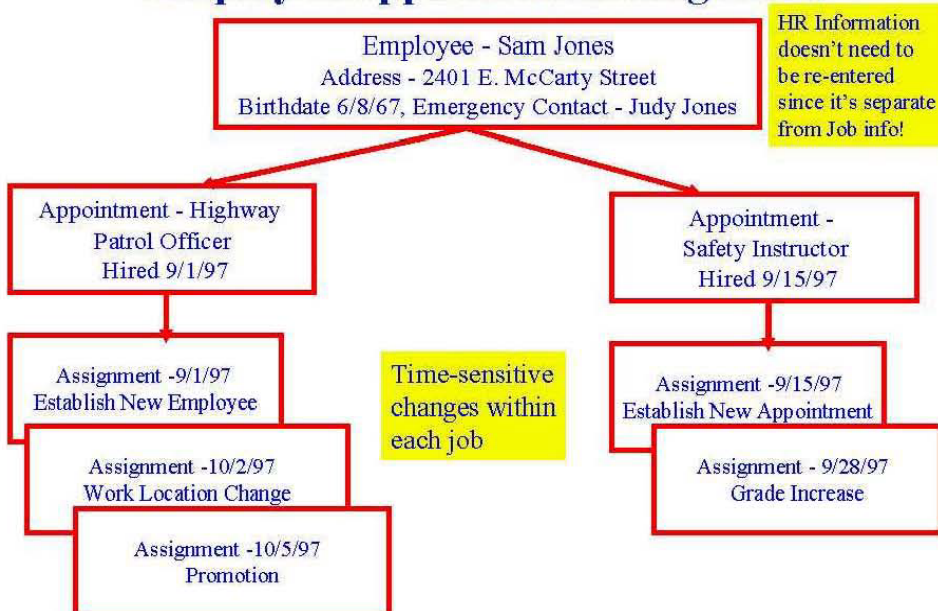 Employee - Sam Jones
Address - 2401 E. McCarty Street
Birthdate 6/8/67, Emergency Contact - Judy Jones
HR Information
doesn't need to
be re-entered
since it's separate
from Job info!
Appointment - Highway
Patrol Officer
Hired 9/1/97
Appointment -
Safety Instructor
Hired 9/15/97
Assignment -9/1/97
Establish New Employee
Assignment -10/2/97
Work Location Change
Assignment -10/5/97
Promotion
Time-sensitive
changes within
each job
Assignment -9/15/97
Establish New Appointment
Assignment - 9/28/97
Grade Increase